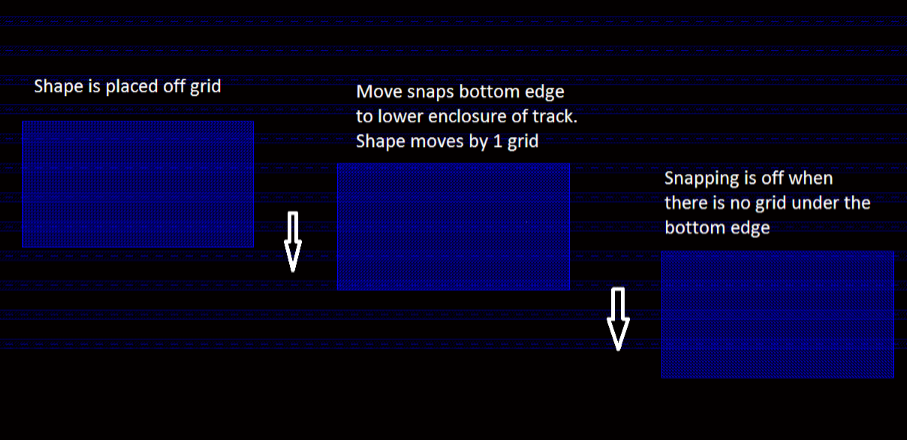 Shape is placed off grid
Move snaps bottom edge
to lower enclosure of track.
Shape moves by 1 grid
Snapping is off when
there is no grid under the
bottom edge